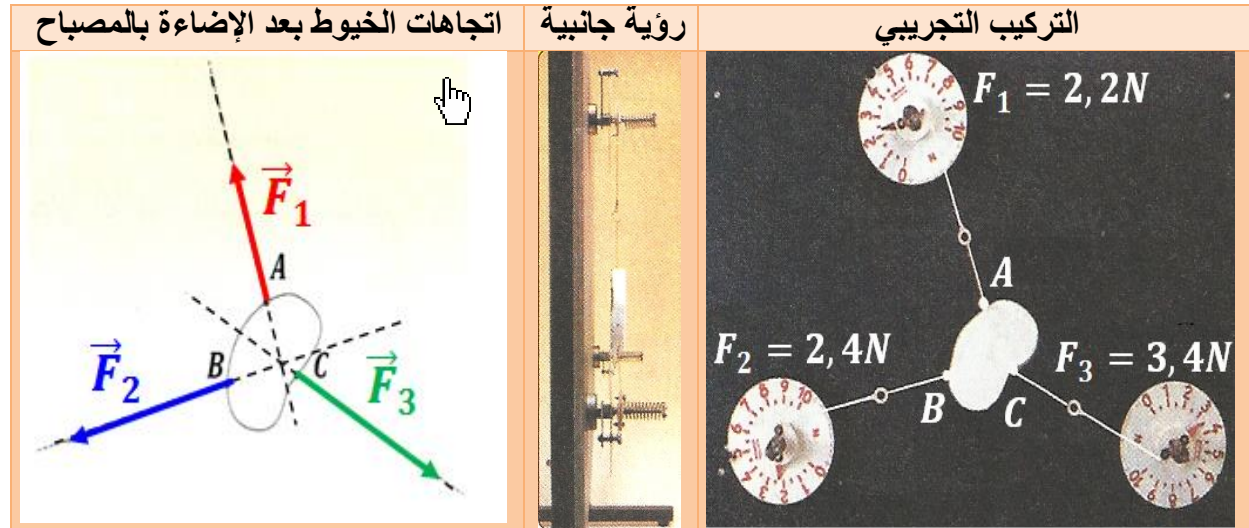 التركيب التجريبي
رؤية جانبية
اتجاهات الخيوط بعد الإضاءة بالمصباح
F₁ = 2, 2N
A
F₂ = 2, 4N
F₃ = 3, 4N
B
C
F⃗₁
A
B
C
F⃗₂
F⃗₃